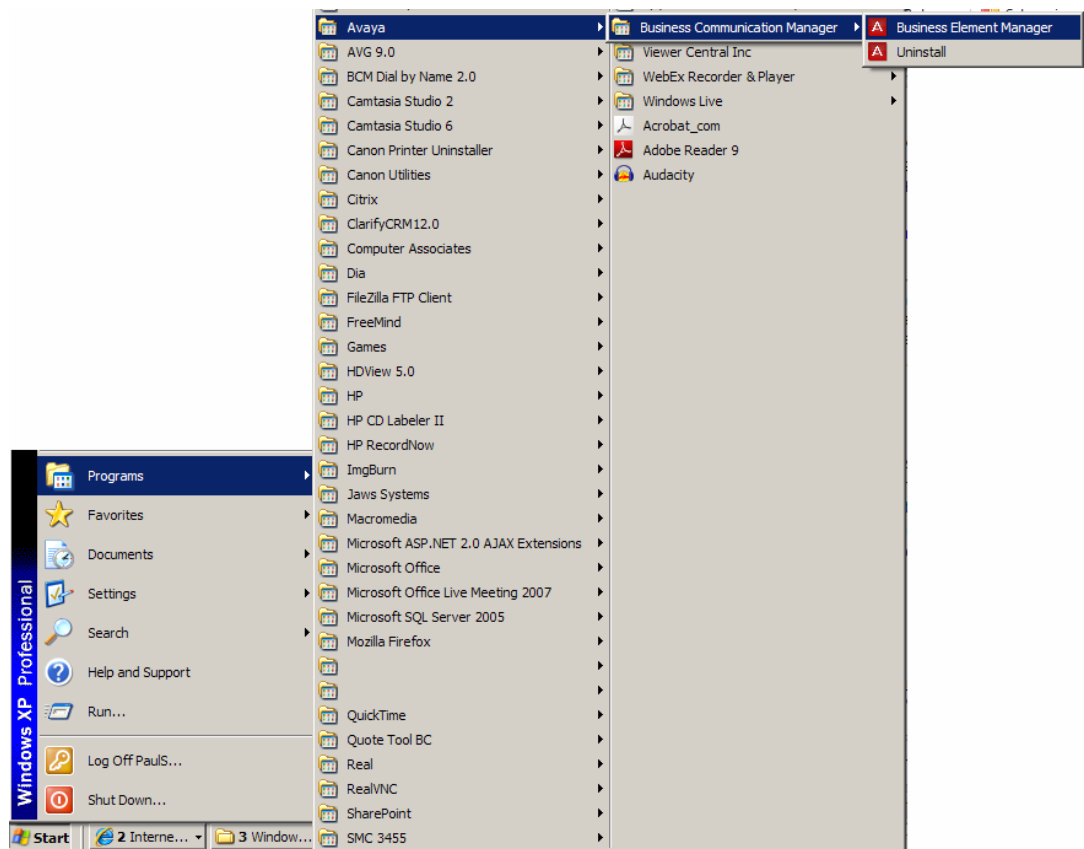 Avaya
AVG 9.0
BCM Dial by Name 2.0
Camtasia Studio 2
Camtasia Studio 6
Canon Printer Uninstaller
Canon Utilities
Citrix
ClarifyCRM12.0
Computer Associates
Dia
FileZilla FTP Client
FreeMind
Games
HDView 5.0
HP
HP CD Labeler II
HP RecordNow
ImgBurn
Jaws Systems
Macromedia
Microsoft ASP.NET 2.0 AJAX Extensions
Microsoft Office
Microsoft Office Live Meeting 2007
Microsoft SQL Server 2005
Mozilla Firefox
QuickTime
Quote Tool BC
Real
RealVNC
SharePoint
SMC 3455
Business Communication Manager
Viewer Central Inc
WebEx Recorder & Player
Windows Live
Acrobat_com
Adobe Reader 9
Audacity
Business Element Manager
Uninstall
Windows XP Professional
Programs
Favorites
Documents
Settings
Search
Help and Support
Run...
Log Off PaulS...
Shut Down...
Start
2 Interne...
3 Window...